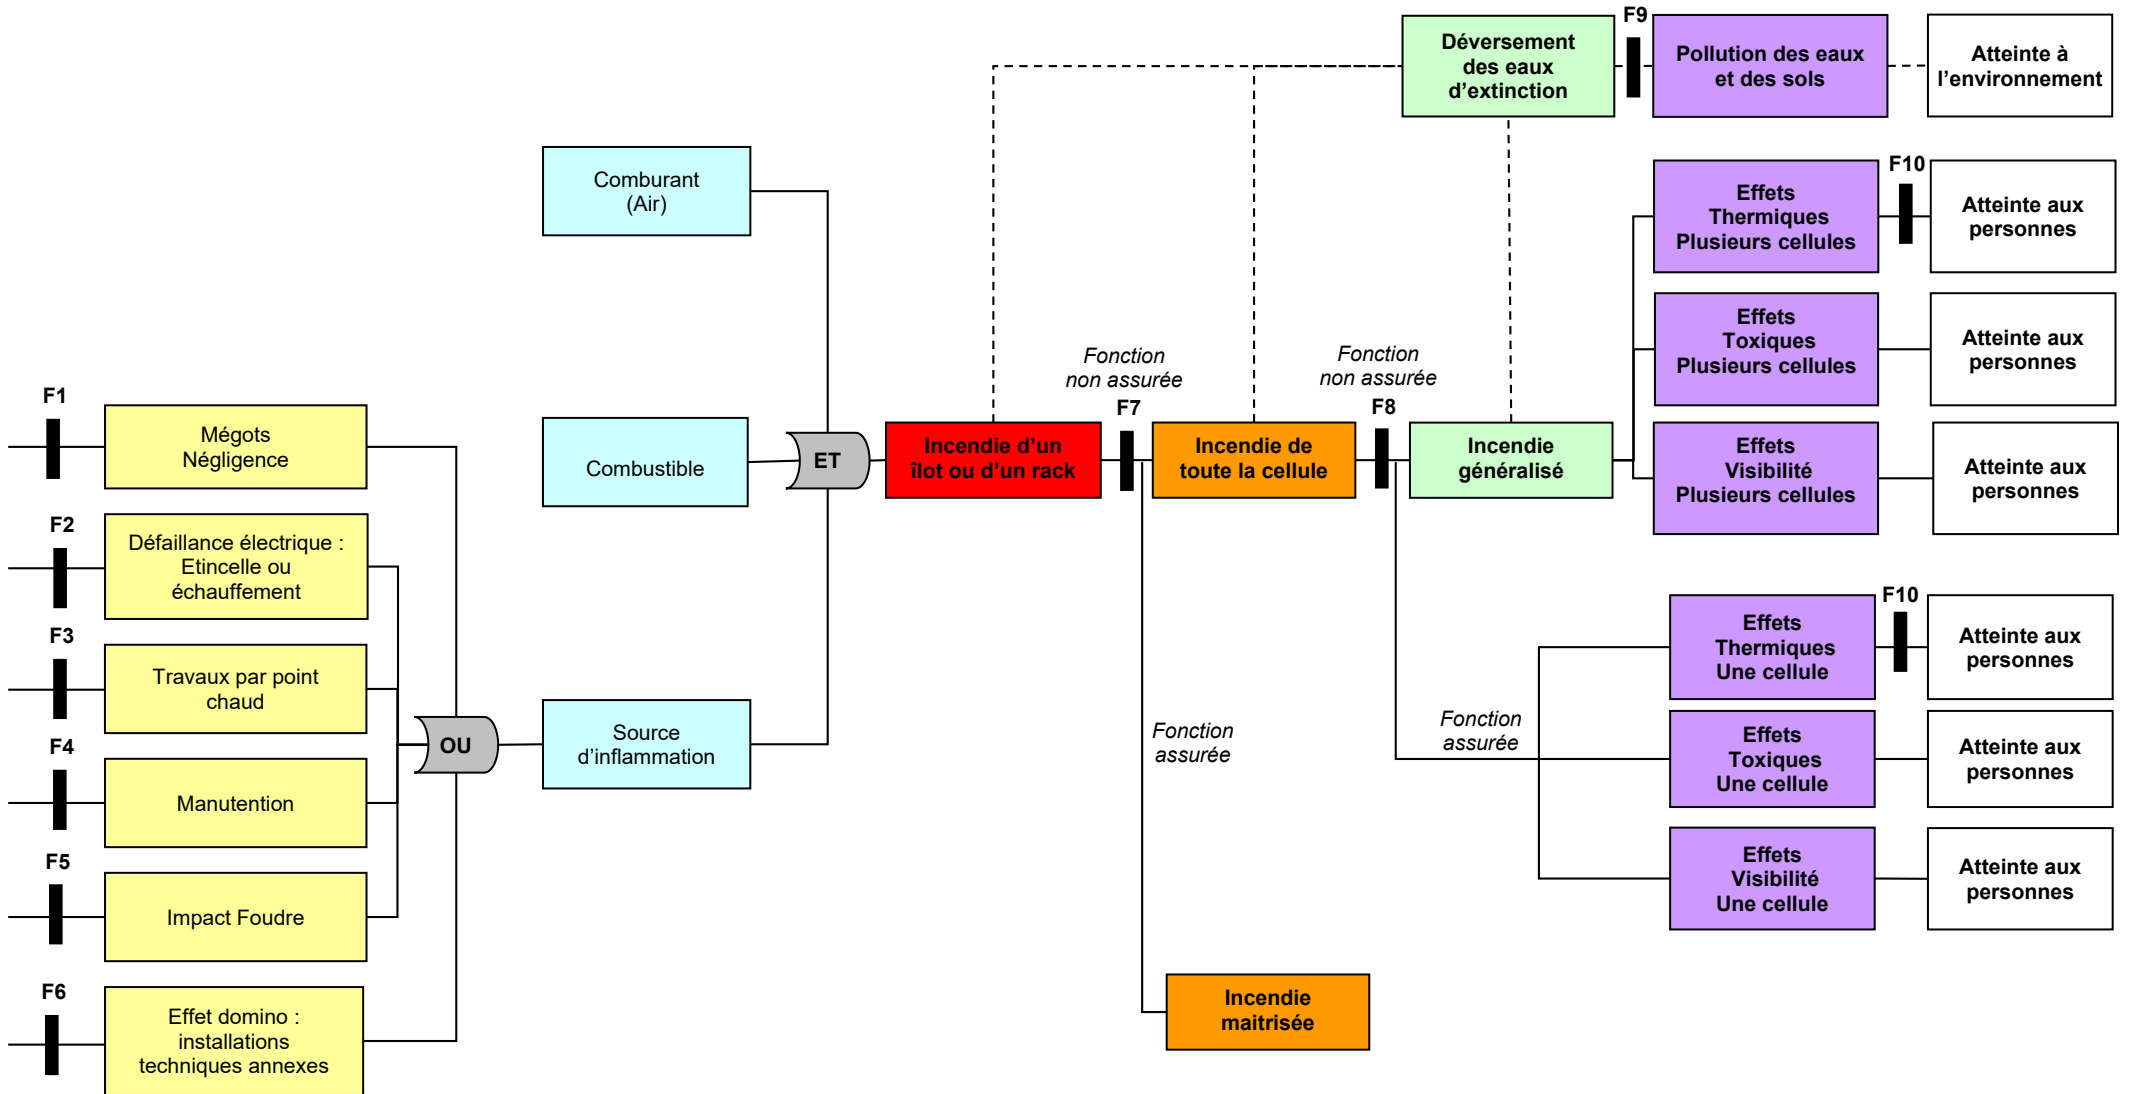 F9
Déversement
des eaux
d'extinction
Pollution des eaux
et des sols
Atteinte à
l'environnement
Comburant
(Air)
Effets
Thermiques
Plusieurs cellules
F10
Atteinte aux
personnes
Effets
Toxiques
Plusieurs cellules
Atteinte aux
personnes
Fonction
non assurée
F7
Fonction
non assurée
F8
F1
Mégots
Négligence
Combustible
ET
Incendie d'un
îlot ou d'un rack
Incendie de
toute la cellule
Incendie
généralisé
Effets
Visibilité
Plusieurs cellules
Atteinte aux
personnes
F2
Défaillance électrique :
Etincelle ou
échauffement
F3
Travaux par point
chaud
OU
Source
d'inflammation
Fonction
assurée
Fonction
assurée
Effets
Thermiques
Une cellule
F10
Atteinte aux
personnes
Effets
Toxiques
Une cellule
Atteinte aux
personnes
F4
Manutention
F5
Impact Foudre
Effets
Visibilité
Une cellule
Atteinte aux
personnes
F6
Effet domino :
installations
techniques annexes
Incendie
maitrisée